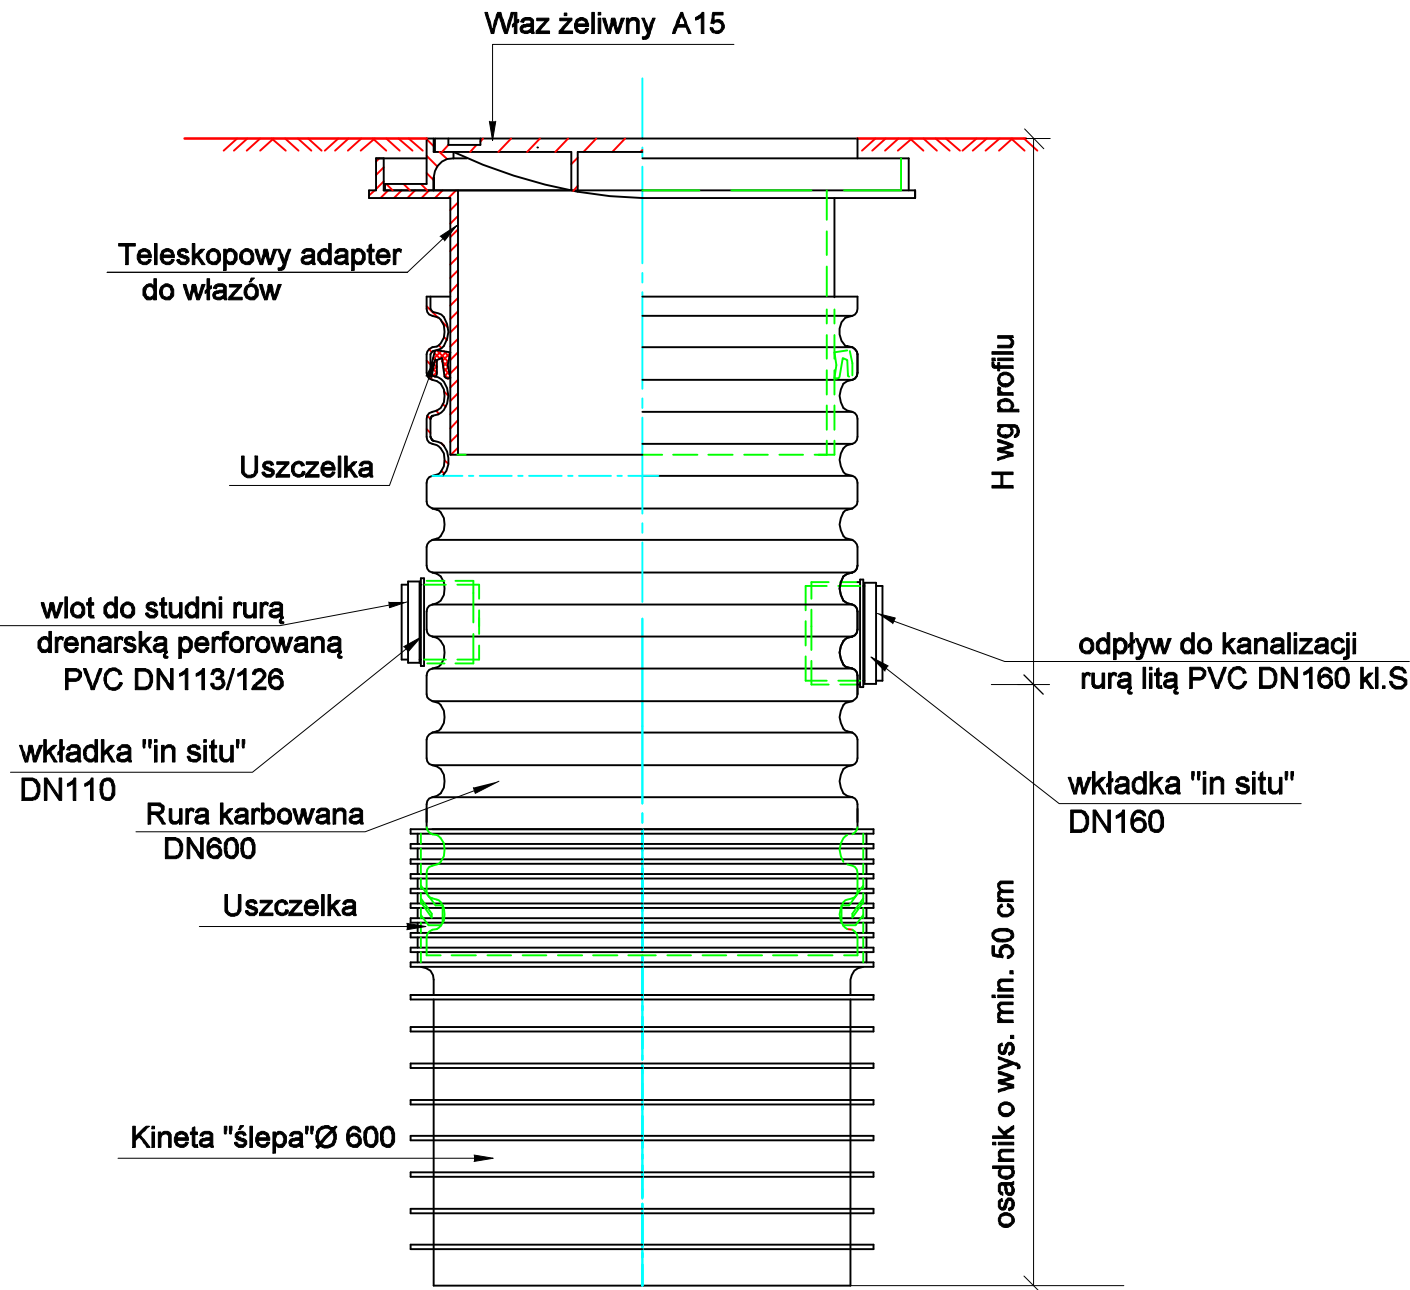 Właz żeliwny A15
Teleskopowy adapter
do włazów
H wg profilu
Uszczelka
wlot do studni rurą
drenarską perforowaną
PVC DN113/126
odpływ do kanalizacji
rurą litą PVC DN160 kl.S
wkładka "in situ"
DN110
wkładka "in situ"
DN160
Rura karbowana
DN600
Uszczelka
osadnik o wys. min. 50 cm
Kineta "ślepa"Ø 600